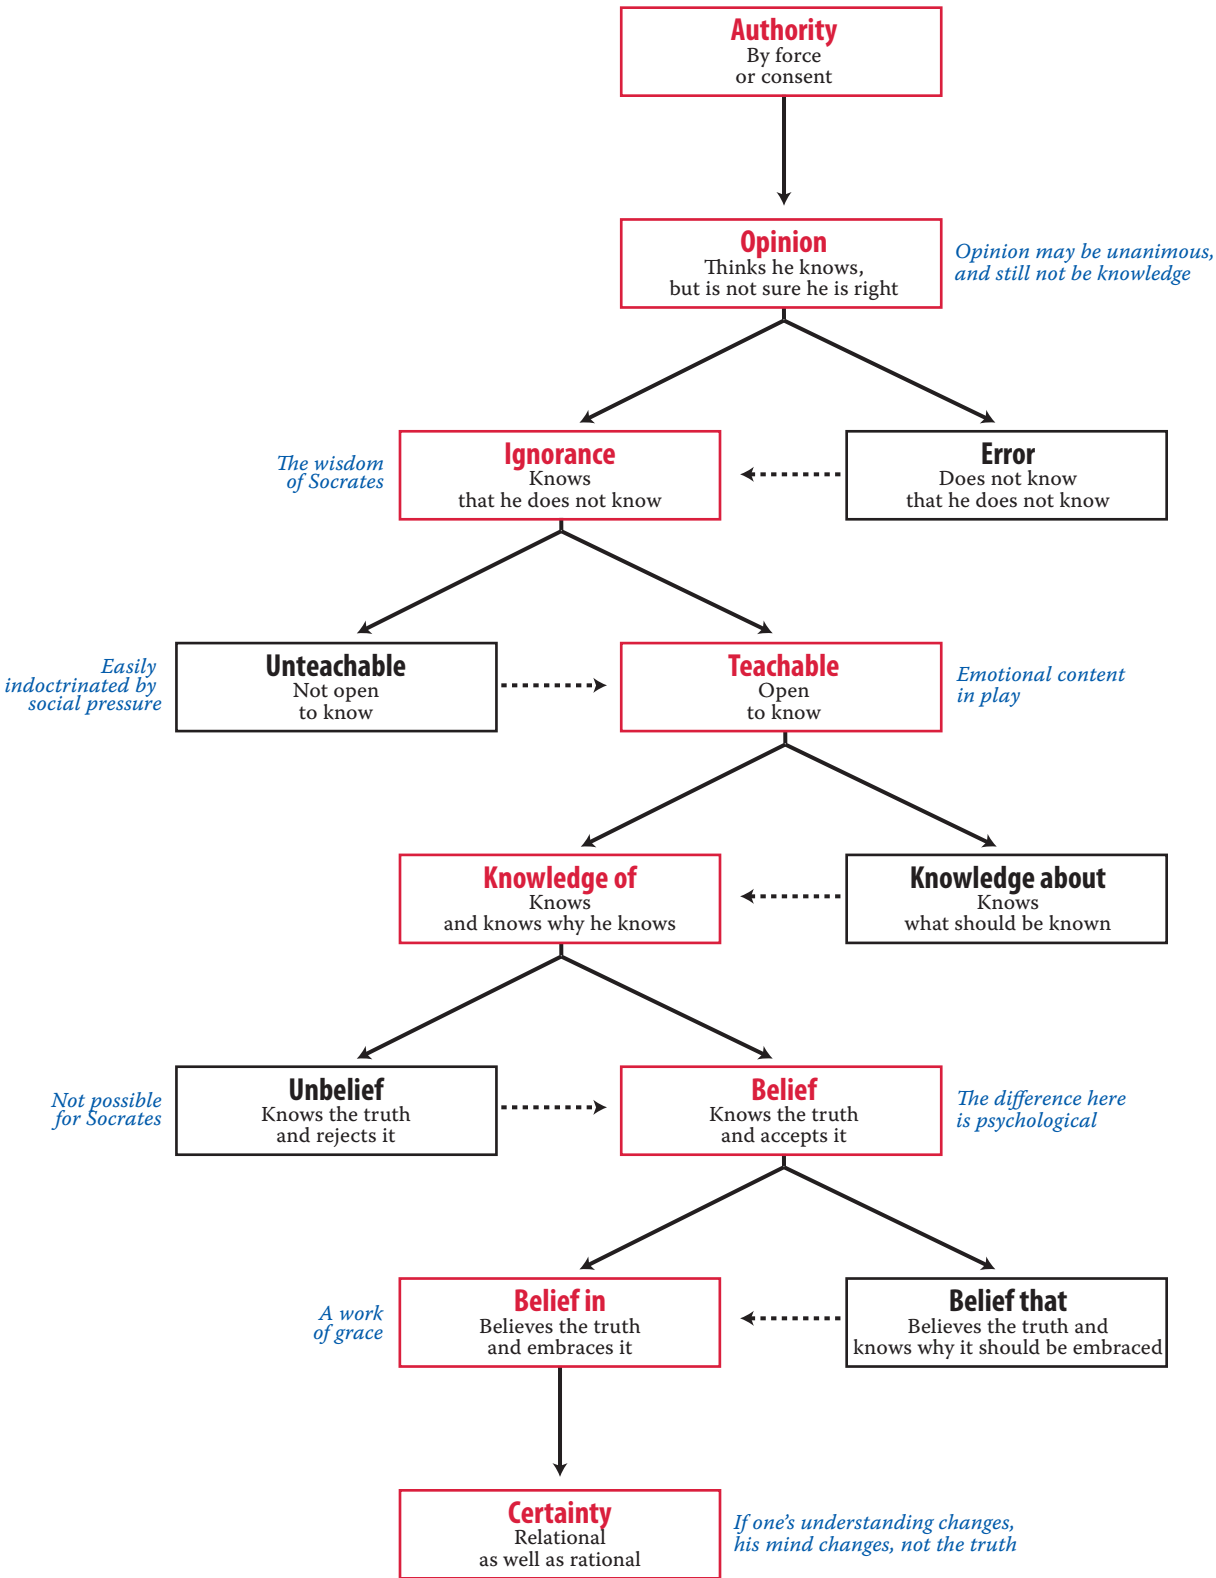 Authority
By force
or consent
Opinion
Thinks he knows,
but is not sure he is right
Opinion may be unanimous,
and still not be knowledge
The wisdom
of Socrates
Ignorance
Knows
that he does not know
Error
Does not know
that he does not know
Easily
indoctrinated by
social pressure
Unteachable
Not open
to know
Teachable
Open
to know
Emotional content
in play
Knowledge of
Knows
and knows why he knows
Knowledge about
Knows
what should be known
Not possible
for Socrates
Unbelief
Knows the truth
and rejects it
Belief
Knows the truth
and accepts it
The difference here
is psychological
A work
of grace
Belief in
Believes the truth
and embraces it
Belief that
Believes the truth and
knows why it should be embraced
Certainty
Relational
as well as rational
If one's understanding changes,
his mind changes, not the truth